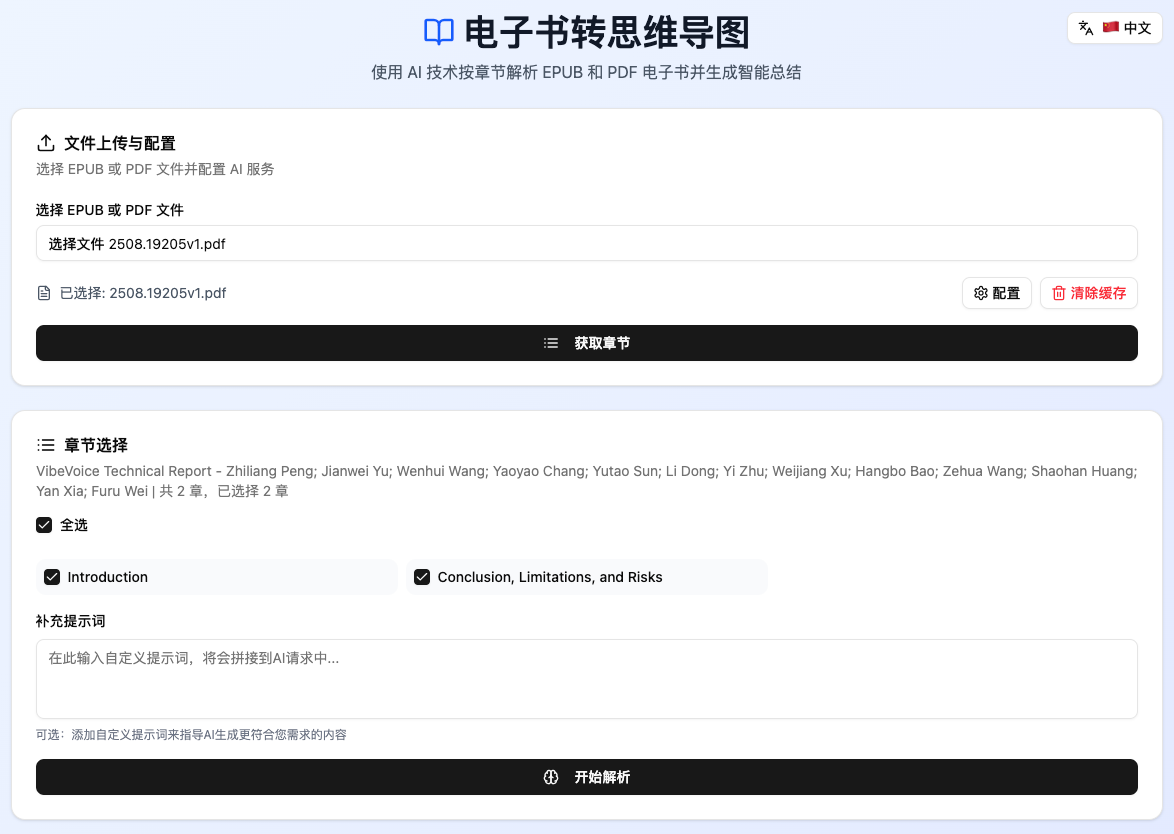 电子书转思维导图
中文
使用 AI 技术按章节解析 EPUB 和 PDF 电子书并生成智能总结
文件上传与配置
选择 EPUB 或 PDF 文件并配置 AI 服务
选择 EPUB 或 PDF 文件
选择文件 2508.19205v1.pdf
已选择: 2508.19205v1.pdf
配置
清除缓存
获取章节
章节选择
VibeVoice Technical Report - Zhiliang Peng; Jianwei Yu; Wenhui Wang; Yaoyao Chang; Yutao Sun; Li Dong; Yi Zhu; Weijiang Xu; Hangbo Bao; Zehua Wang; Shaohan Huang;
Yan Xia; Furu Wei | 共 2 章，已选择 2 章
全选
Introduction
Conclusion, Limitations, and Risks
补充提示词
在此输入自定义提示词，将会拼接到AI请求中...
可选：添加自定义提示词来指导AI生成更符合您需求的内容
开始解析